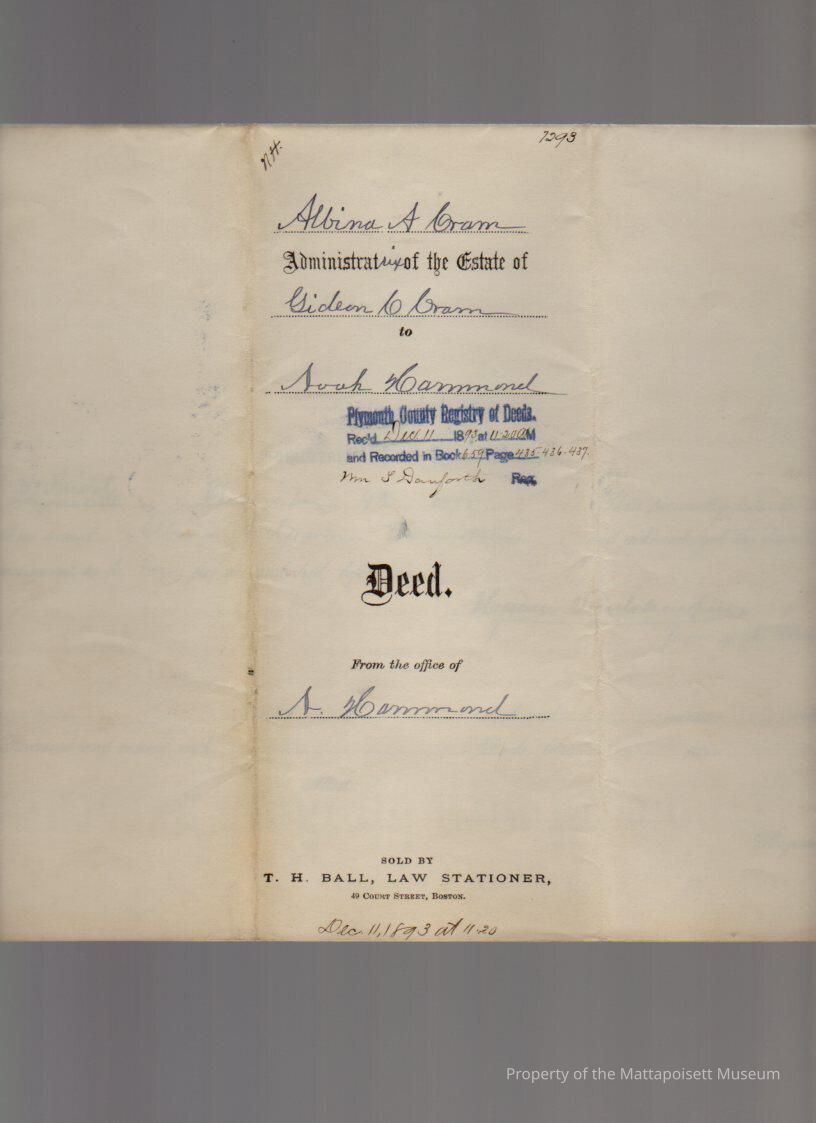 N.H.
7293
Albina A Cram
Administratrix of the Estate of
Gideon C Cram
to
Noah Hammond
Plymouth County Registry of Deeds.
Rec'd Dec. 11 1893 at 11-20 AM
and Recorded in Book 659 Page 435-436-437.
Wm S Danforth Reg.
Deed.
From the office of
N. Hammond
SOLD BY
T. H. BALL, LAW STATIONER,
49 COURT STREET, BOSTON.
Dec. 11, 1893 at 11-20
Property of the Mattapoisett Museum